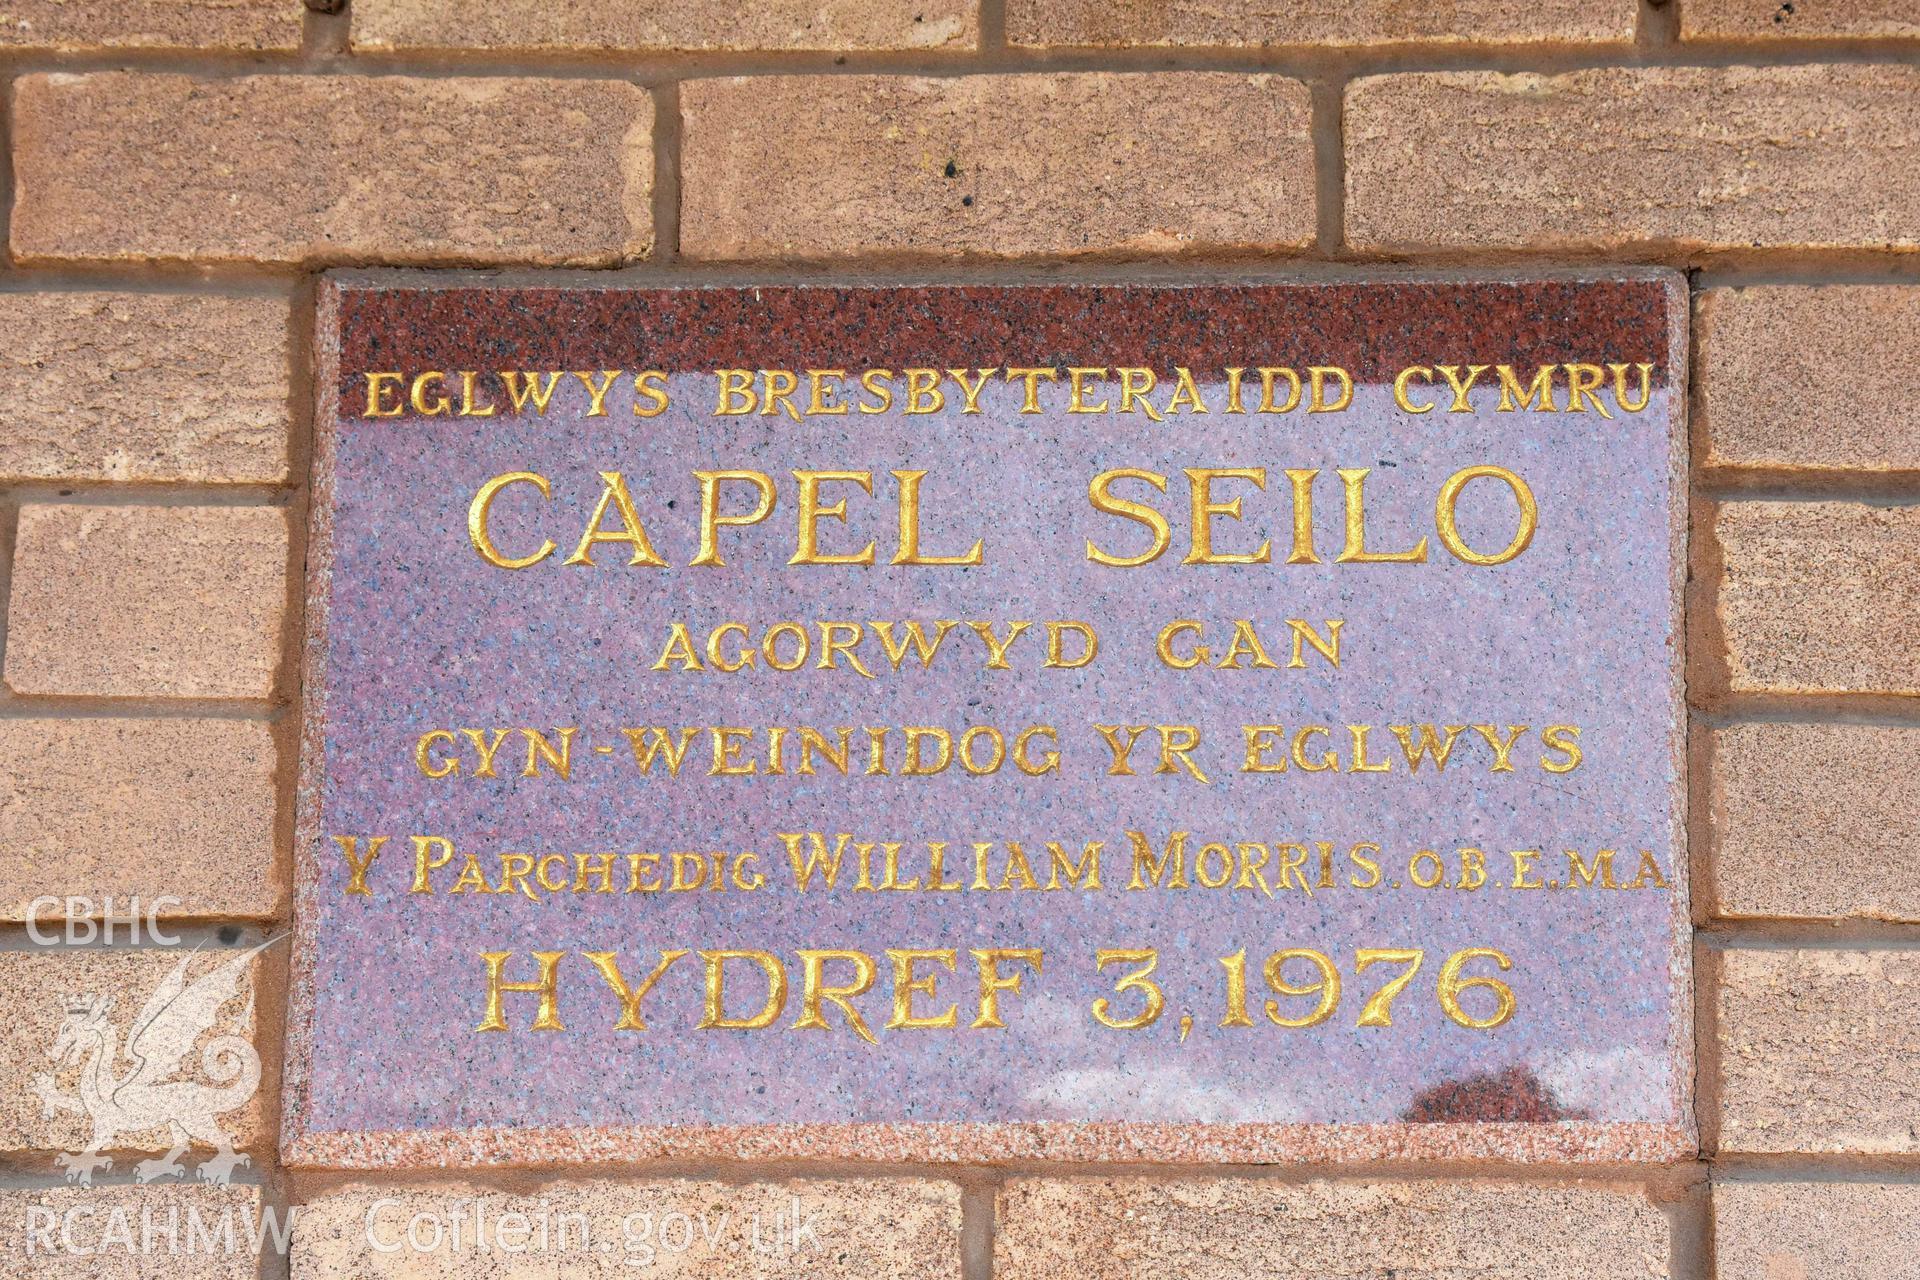 EGLWYS BRESBYTERAIDD CYMRU
CAPEL SEILO
AGORWYD GAN
GYN-WEINIDOG YR EGLWYS
Y PARCHEDIG WILLIAM MORRIS.O.B.E.M.A
HYDREF 3,1976
CBHC
RCAHMW Coflein.gov.uk